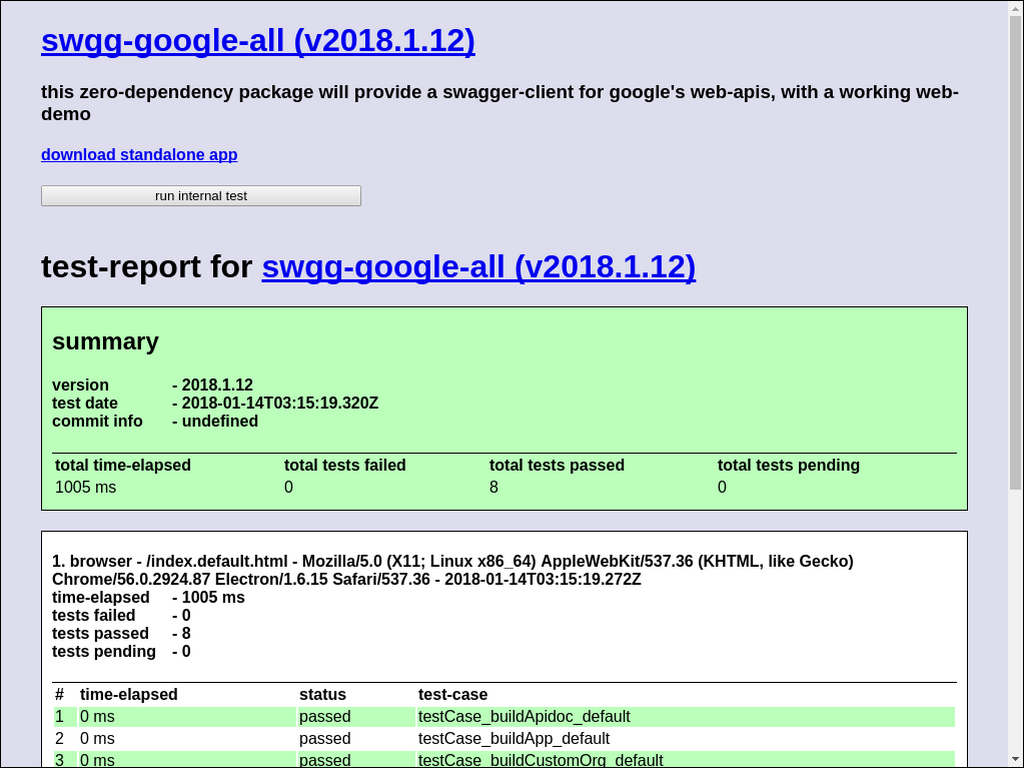 swgg-google-all (v2018.1.12)
this zero-dependency package will provide a swagger-client for google's web-apis, with a working web-
demo
download standalone app
run internal test
test-report for swgg-google-all (v2018.1.12)
summary
version - 2018.1.12
test date - 2018-01-14T03:15:19.320Z
commit info - undefined
total time-elapsed total tests failed total tests passed total tests pending
1005 ms 0 8 0
1. browser - /index.default.html - Mozilla/5.0 (X11; Linux x86_64) AppleWebKit/537.36 (KHTML, like Gecko)
Chrome/56.0.2924.87 Electron/1.6.15 Safari/537.36 - 2018-01-14T03:15:19.272Z
time-elapsed - 1005 ms
tests failed - 0
tests passed - 8
tests pending - 0
# time-elapsed status test-case
1 0 ms passed testCase_buildApidoc_default
2 0 ms passed testCase_buildApp_default
3 0 ms passed testCase_buildCustomOrg_default